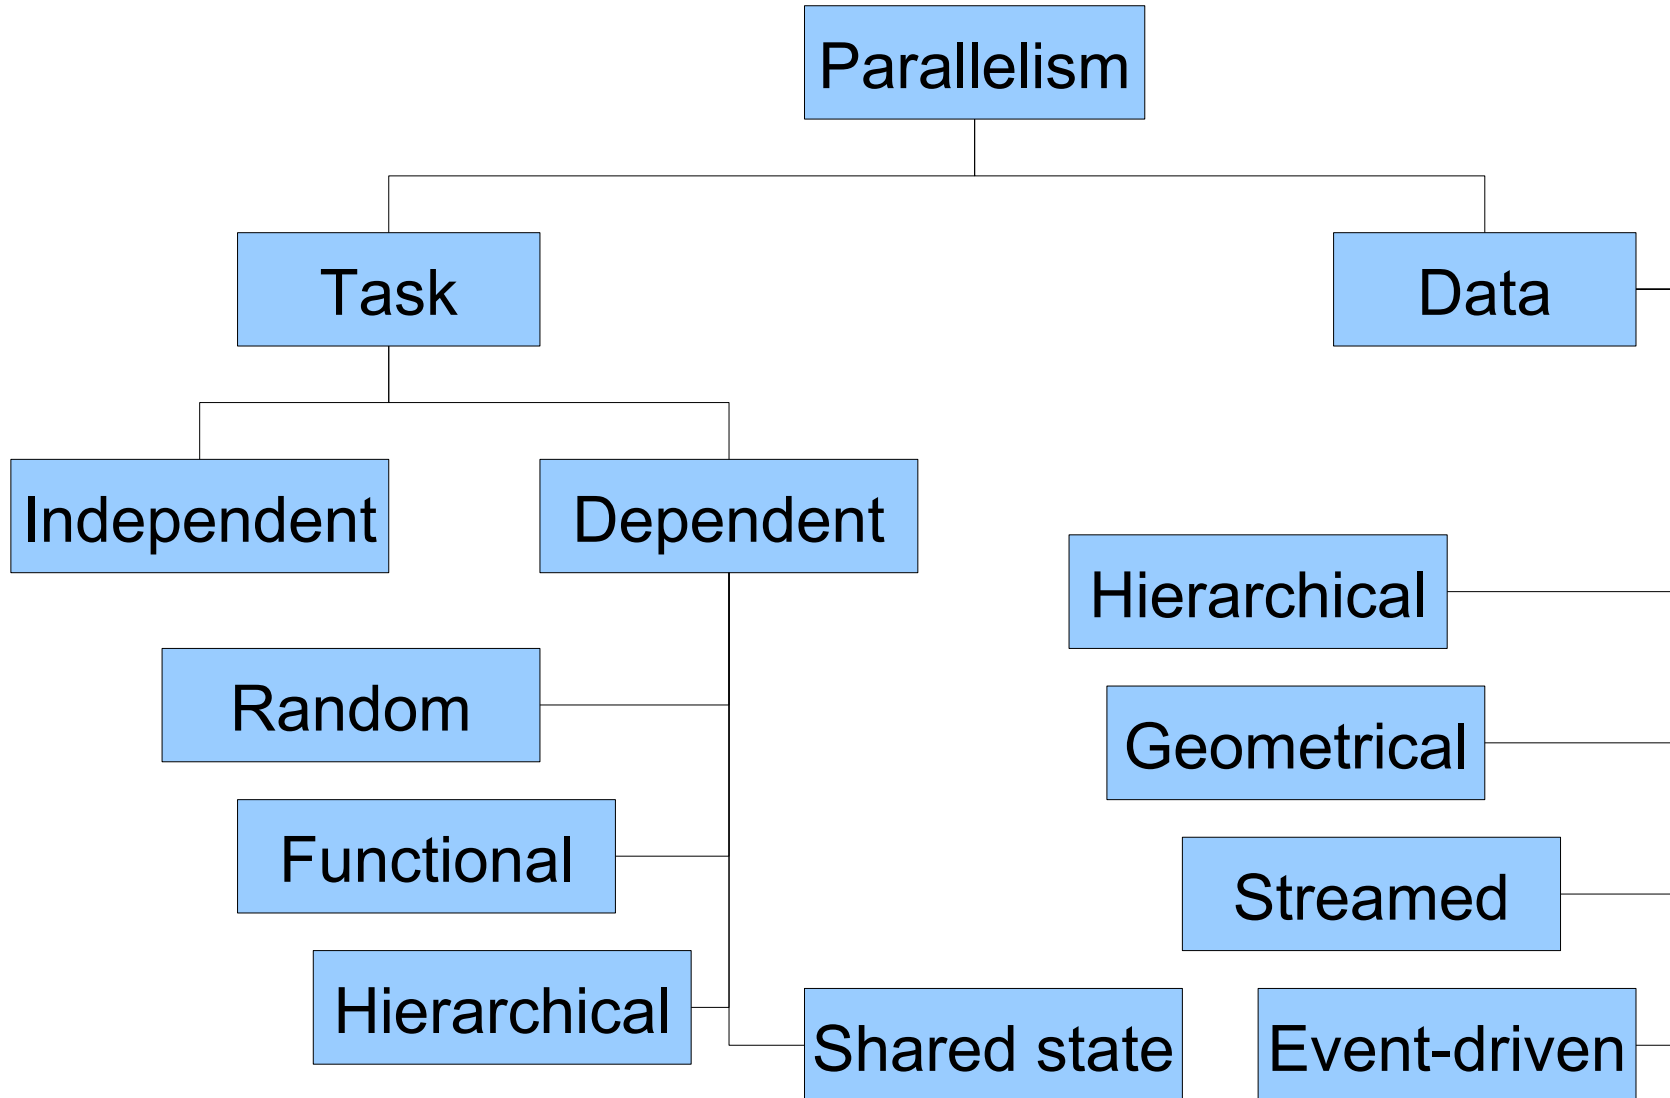 Parallelism
Task
Data
Independent
Dependent
Hierarchical
Random
Geometrical
Functional
Streamed
Hierarchical
Shared state
Event-driven